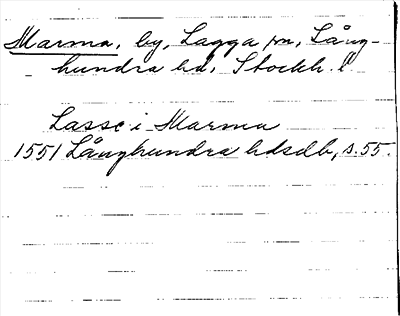 Marma, by, Lagga sn, Lång-
hundra hd, Stockh. l
Lasse i Marma
1551 Långhundra hdsdb, s. 55.